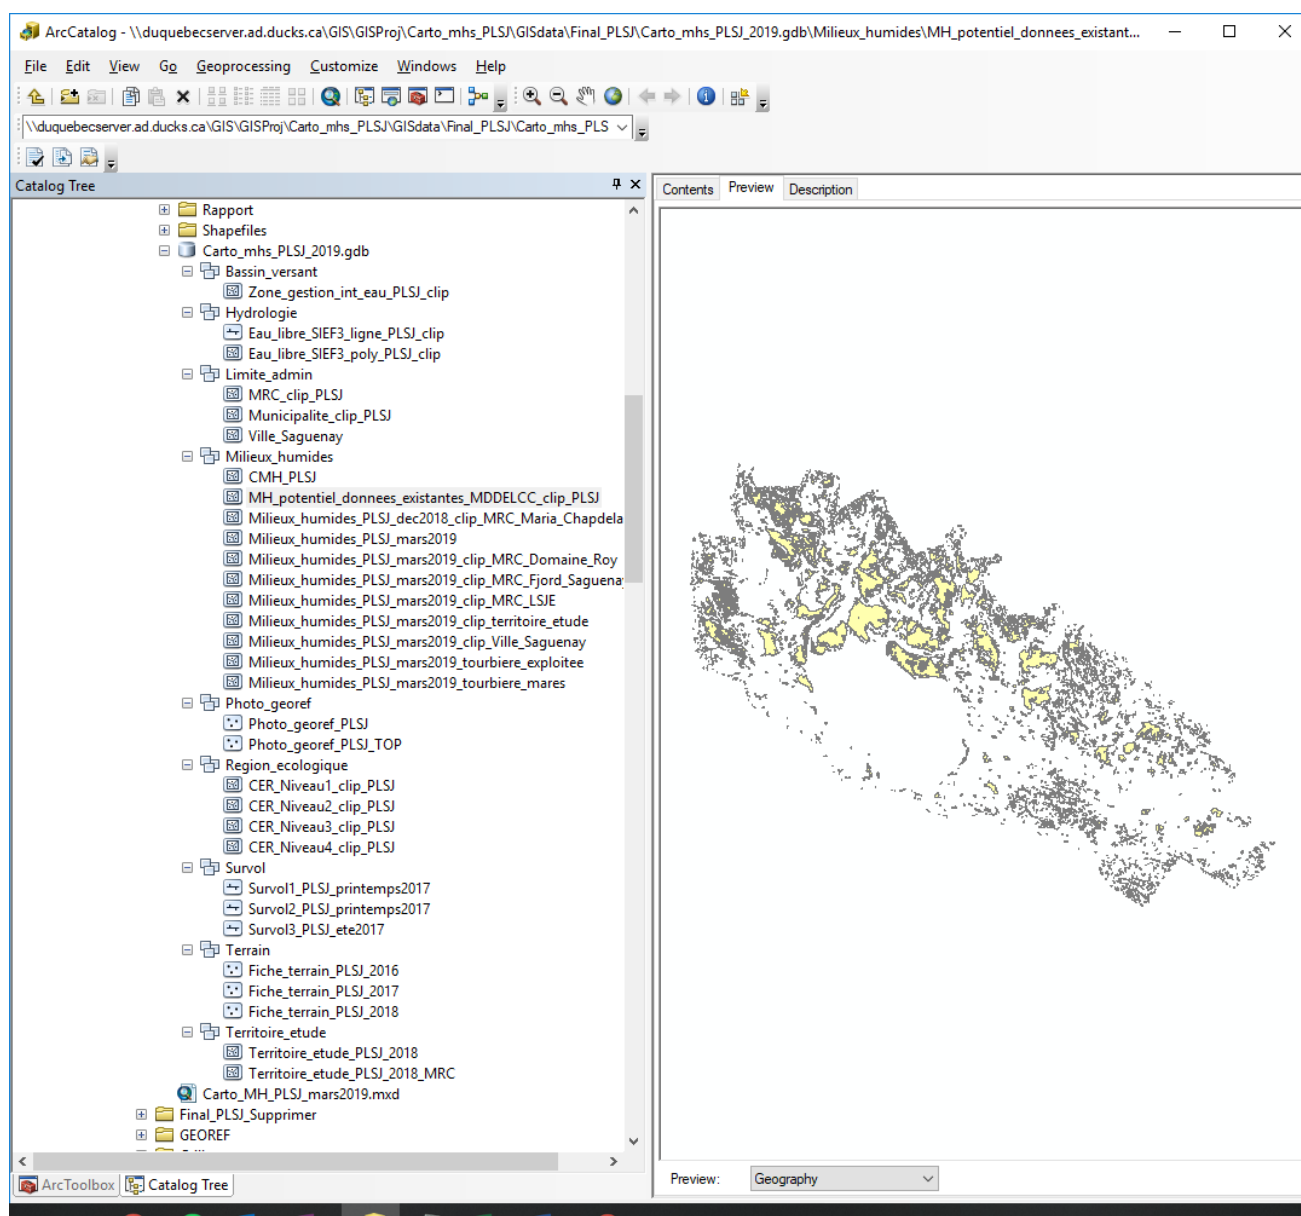 ArcCatalog - \\duquebecserver.ad.ducks.ca\GIS\GISProj\Carto_mhs_PLSJ\GISdata\Final_PLSJ\Carto_mhs_PLSJ_2019.gdb\Milieux_humides\MH_potentiel_donnees_existant...
File Edit View Go Geoprocessing Customize Windows Help
\\duquebecserver.ad.ducks.ca\GIS\GISProj\Carto_mhs_PLSJ\GISdata\Final_PLSJ\Carto_mhs_PLS
Catalog Tree
Contents Preview Description
Rapport
Shapefiles
Carto_mhs_PLSJ_2019.gdb
Bassin_versant
Zone_gestion_int_eau_PLSJ_clip
Hydrologie
Eau_libre_SIEF3_ligne_PLSJ_clip
Eau_libre_SIEF3_poly_PLSJ_clip
Limite_admin
MRC_clip_PLSJ
Municipalite_clip_PLSJ
Ville_Saguenay
Milieux_humides
CMH_PLSJ
MH_potentiel_donnees_existantes_MDDELCC_clip_PLSJ
Milieux_humides_PLSJ_dec2018_clip_MRC_Maria_Chapdela
Milieux_humides_PLSJ_mars2019
Milieux_humides_PLSJ_mars2019_clip_MRC_Domaine_Roy
Milieux_humides_PLSJ_mars2019_clip_MRC_Fjord_Saguena
Milieux_humides_PLSJ_mars2019_clip_MRC_LSJE
Milieux_humides_PLSJ_mars2019_clip_territoire_etude
Milieux_humides_PLSJ_mars2019_clip_Ville_Saguenay
Milieux_humides_PLSJ_mars2019_tourbiere_exploitee
Milieux_humides_PLSJ_mars2019_tourbiere_mares
Photo_georef
Photo_georef_PLSJ
Photo_georef_PLSJ_TOP
Region_ecologique
CER_Niveau1_clip_PLSJ
CER_Niveau2_clip_PLSJ
CER_Niveau3_clip_PLSJ
CER_Niveau4_clip_PLSJ
Survol
Survol1_PLSJ_printemps2017
Survol2_PLSJ_printemps2017
Survol3_PLSJ_ete2017
Terrain
Fiche_terrain_PLSJ_2016
Fiche_terrain_PLSJ_2017
Fiche_terrain_PLSJ_2018
Territoire_etude
Territoire_etude_PLSJ_2018
Territoire_etude_PLSJ_2018_MRC
Carto_MH_PLSJ_mars2019.mxd
Final_PLSJ_Supprimer
GEOREF
Preview: Geography
ArcToolbox Catalog Tree